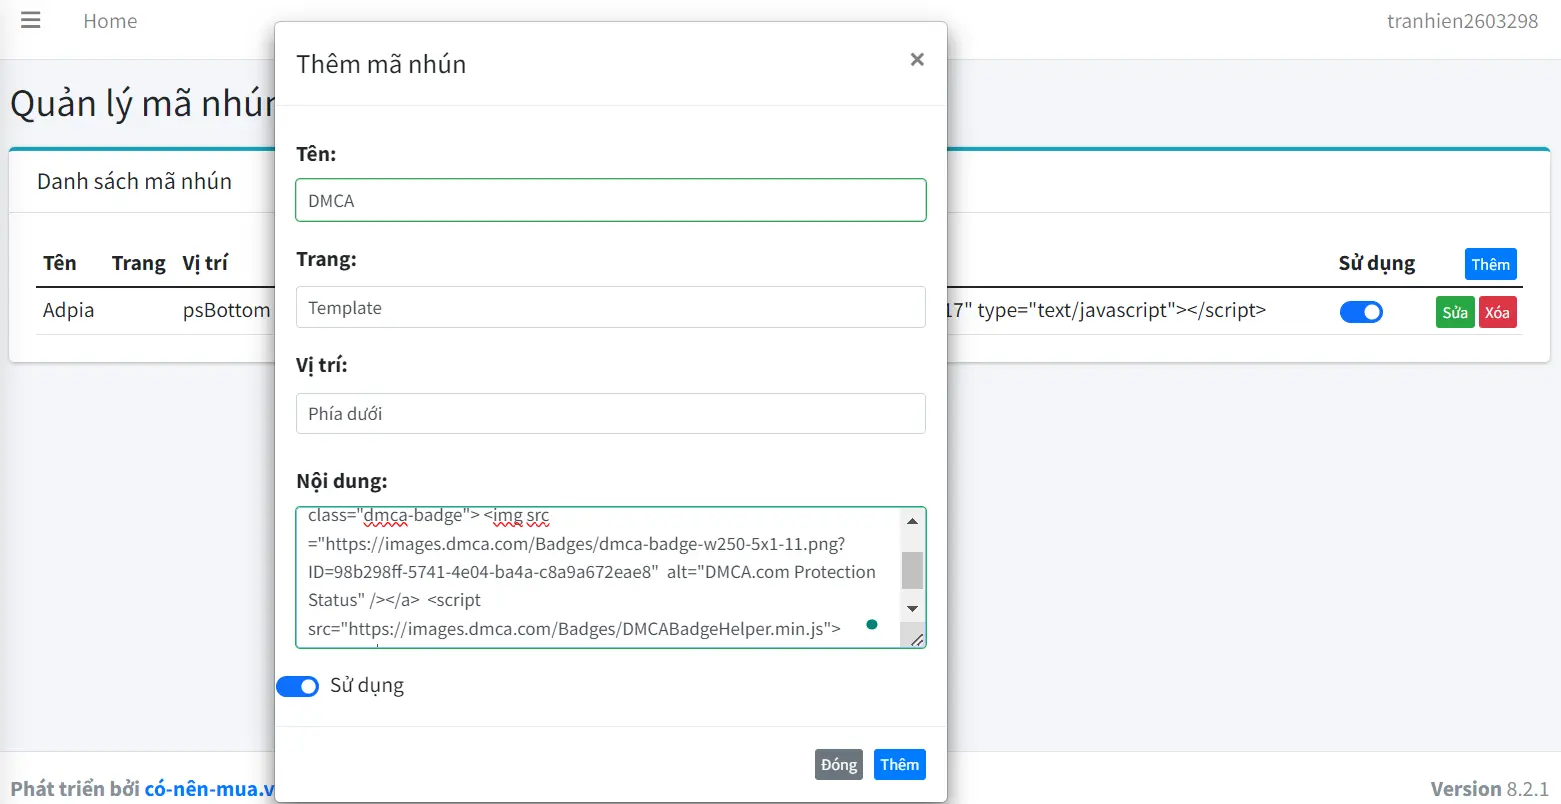 Home
tranhien2603298
Thêm mã nhún
×
Quản lý mã nhún
Tên:
Danh sách mã nhún
DMCA
Tên Trang Vị trí
Sử dụng
Thêm
Trang:
Adpia psBottom
17" type="text/javascript"></script>
Sửa Xóa
Template
Vị trí:
Phía dưới
Nội dung:
class="dmca-badge"> <img src
="https://images.dmca.com/Badges/dmca-badge-w250-5x1-11.png?
ID=98b298ff-5741-4e04-ba4a-c8a9a672eae8" alt="DMCA.com Protection
Status" /></a> <script
src="https://images.dmca.com/Badges/DMCABadgeHelper.min.js">
Sử dụng
Đóng Thêm
Phát triển bởi có-nên-mua.v
Version 8.2.1